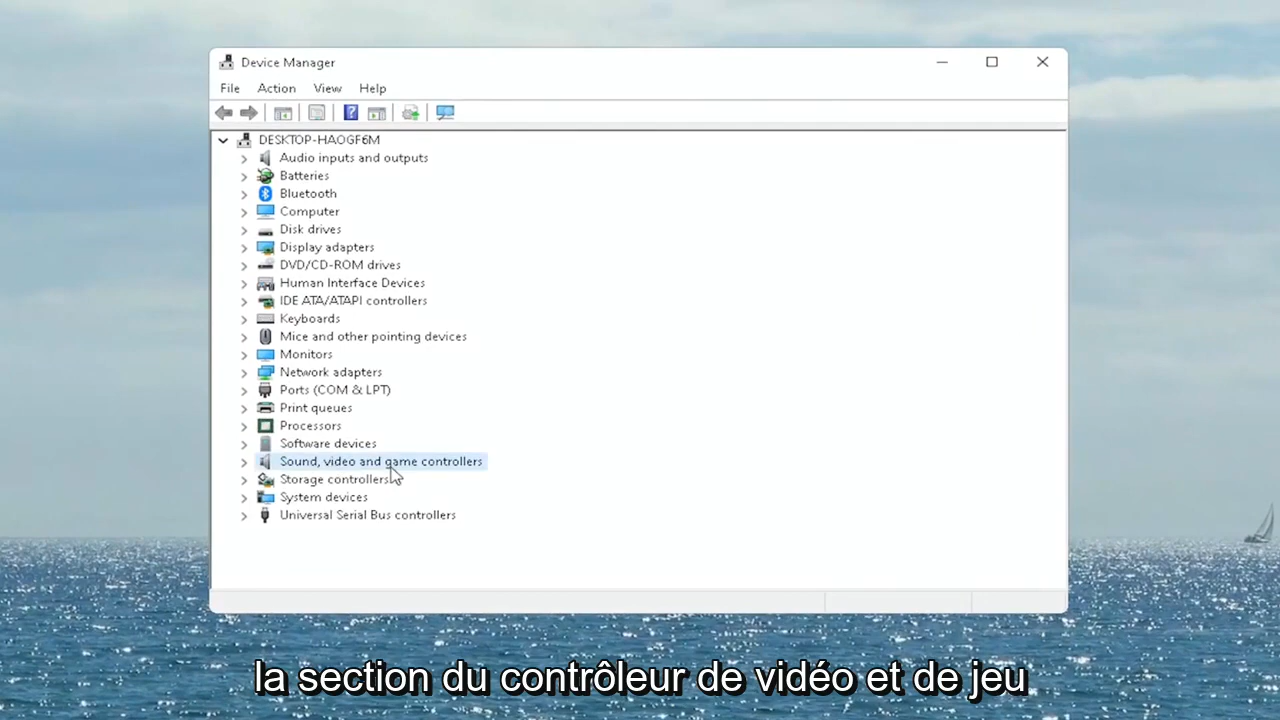 Device Manager
File Action View Help
DESKTOP-HAOGF6M
Audio inputs and outputs
Batteries
Bluetooth
Computer
Disk drives
Display adapters
DVD/CD-ROM drives
Human Interface Devices
IDE ATA/ATAPI controllers
Keyboards
Mice and other pointing devices
Monitors
Network adapters
Ports (COM & LPT)
Print queues
Processors
Software devices
Sound, video and game controllers
Storage controllers
System devices
Universal Serial Bus controllers
la section du contrôleur de vidéo et de jeu